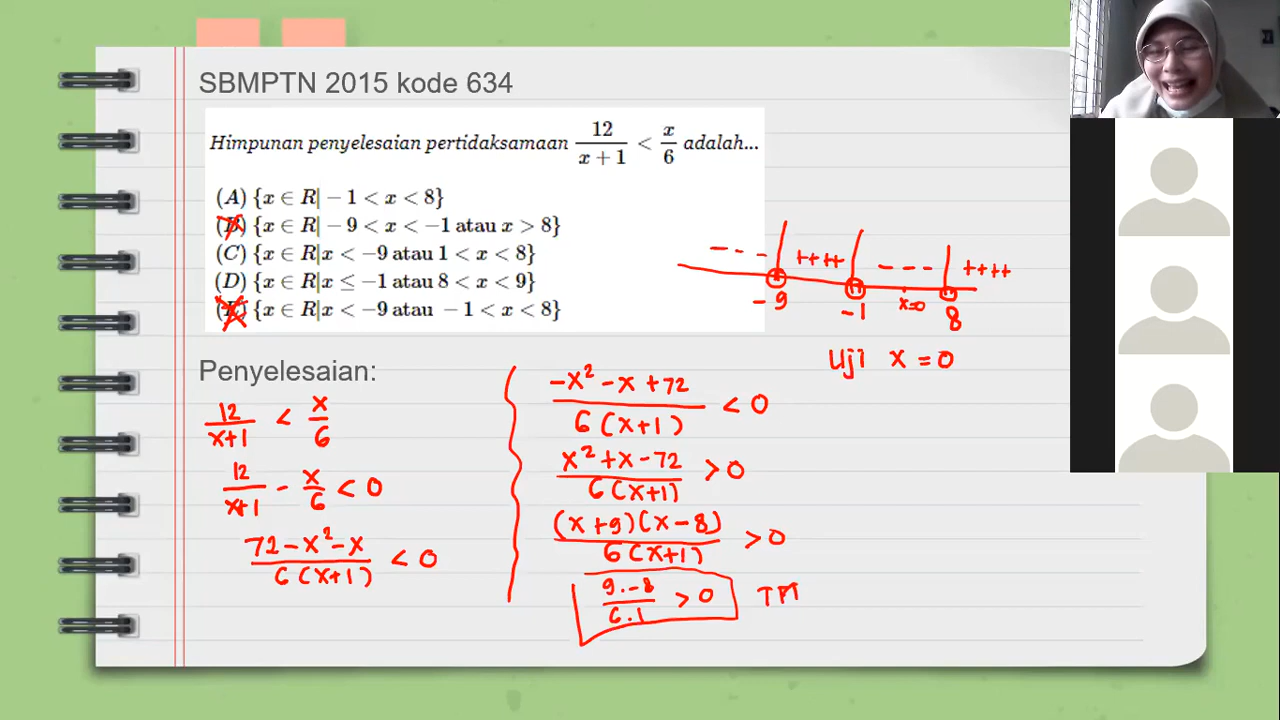 SBMPTN 2015 kode 634
Himpunan penyelesaian pertidaksamaan 12/(x + 1) < x/6 adalah...
(A) {x ∈ R| − 1 < x < 8}
(B) {x ∈ R| − 9 < x < −1 atau x > 8}
(C) {x ∈ R|x < −9 atau 1 < x < 8}
(D) {x ∈ R|x ≤ −1 atau 8 < x < 9}
(E) {x ∈ R|x < −9 atau − 1 < x < 8}
- - - ++++ - - - - ++++
-9 -1 x=0 8
Uji x = 0
Penyelesaian:
12/(x+1) < x/6
12/(x+1) - x/6 < 0
(72-x²-x)/(6(x+1)) < 0
(-x²-x+72)/(6(x+1)) < 0
(x²+x-72)/(6(x+1)) > 0
((x+9)(x-8))/(6(x+1)) > 0
(9.-8)/(6.1) > 0